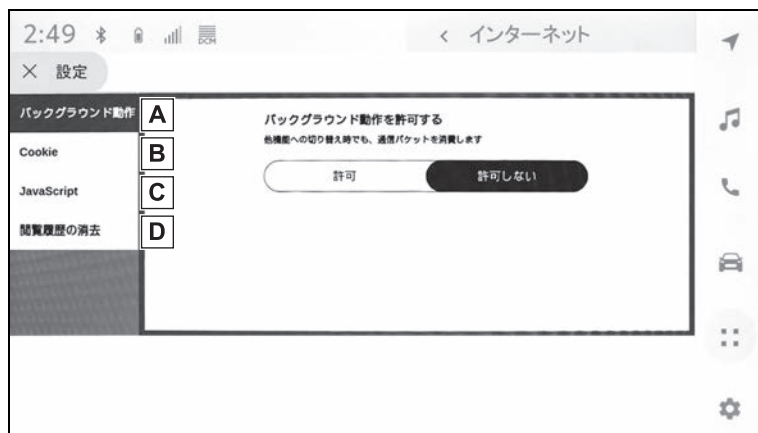 2:49 DCM < インターネット
× 設定
バックグラウンド動作 A
Cookie B
JavaScript C
閲覧履歴の消去 D
バックグラウンド動作を許可する
他機能への切り替え時でも、通信パケットを消費します
許可 許可しない